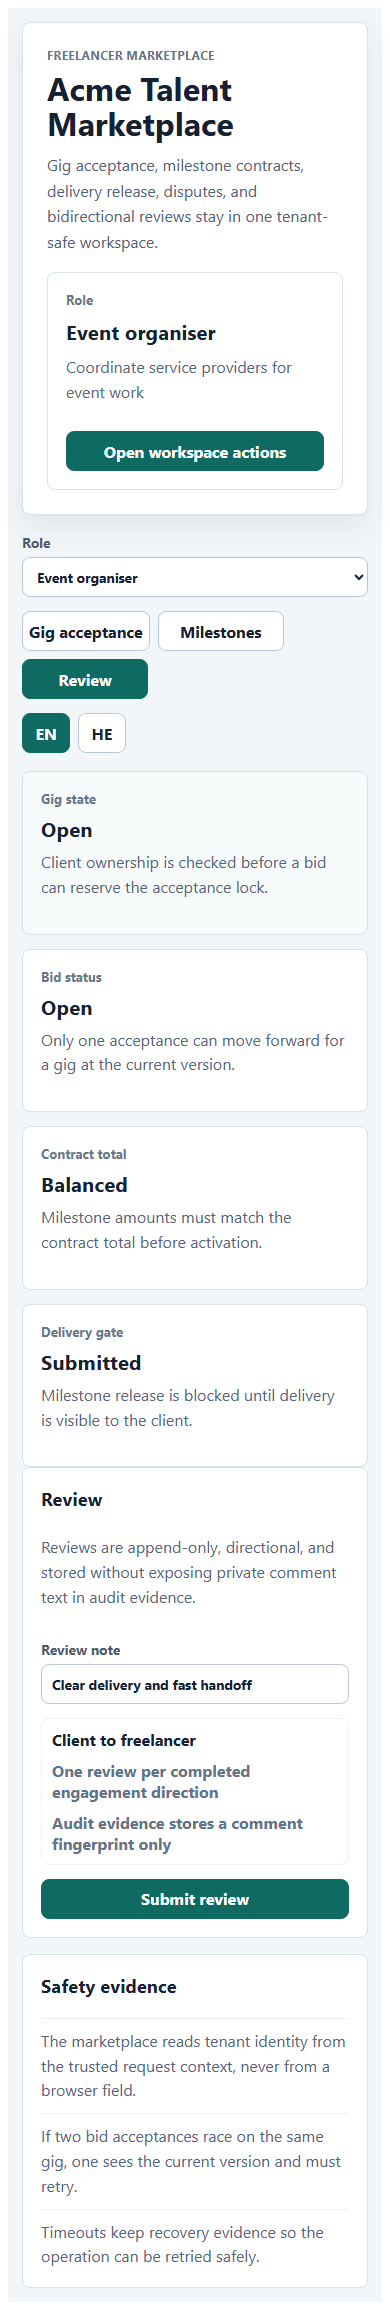 FREELANCER MARKETPLACE
Acme Talent
Marketplace
Gig acceptance, milestone contracts,
delivery release, disputes, and
bidirectional reviews stay in one tenant-
safe workspace.
Role
Event organiser
Coordinate service providers for
event work
Open workspace actions
Role
Event organiser
Gig acceptance
Milestones
Review
EN
HE
Gig state
Open
Client ownership is checked before a bid
can reserve the acceptance lock.
Bid status
Open
Only one acceptance can move forward for
a gig at the current version.
Contract total
Balanced
Milestone amounts must match the
contract total before activation.
Delivery gate
Submitted
Milestone release is blocked until delivery
is visible to the client.
Review
Reviews are append-only, directional, and
stored without exposing private comment
text in audit evidence.
Review note
Clear delivery and fast handoff
Client to freelancer
One review per completed
engagement direction
Audit evidence stores a comment
fingerprint only
Submit review
Safety evidence
The marketplace reads tenant identity from
the trusted request context, never from a
browser field.
If two bid acceptances race on the same
gig, one sees the current version and must
retry.
Timeouts keep recovery evidence so the
operation can be retried safely.